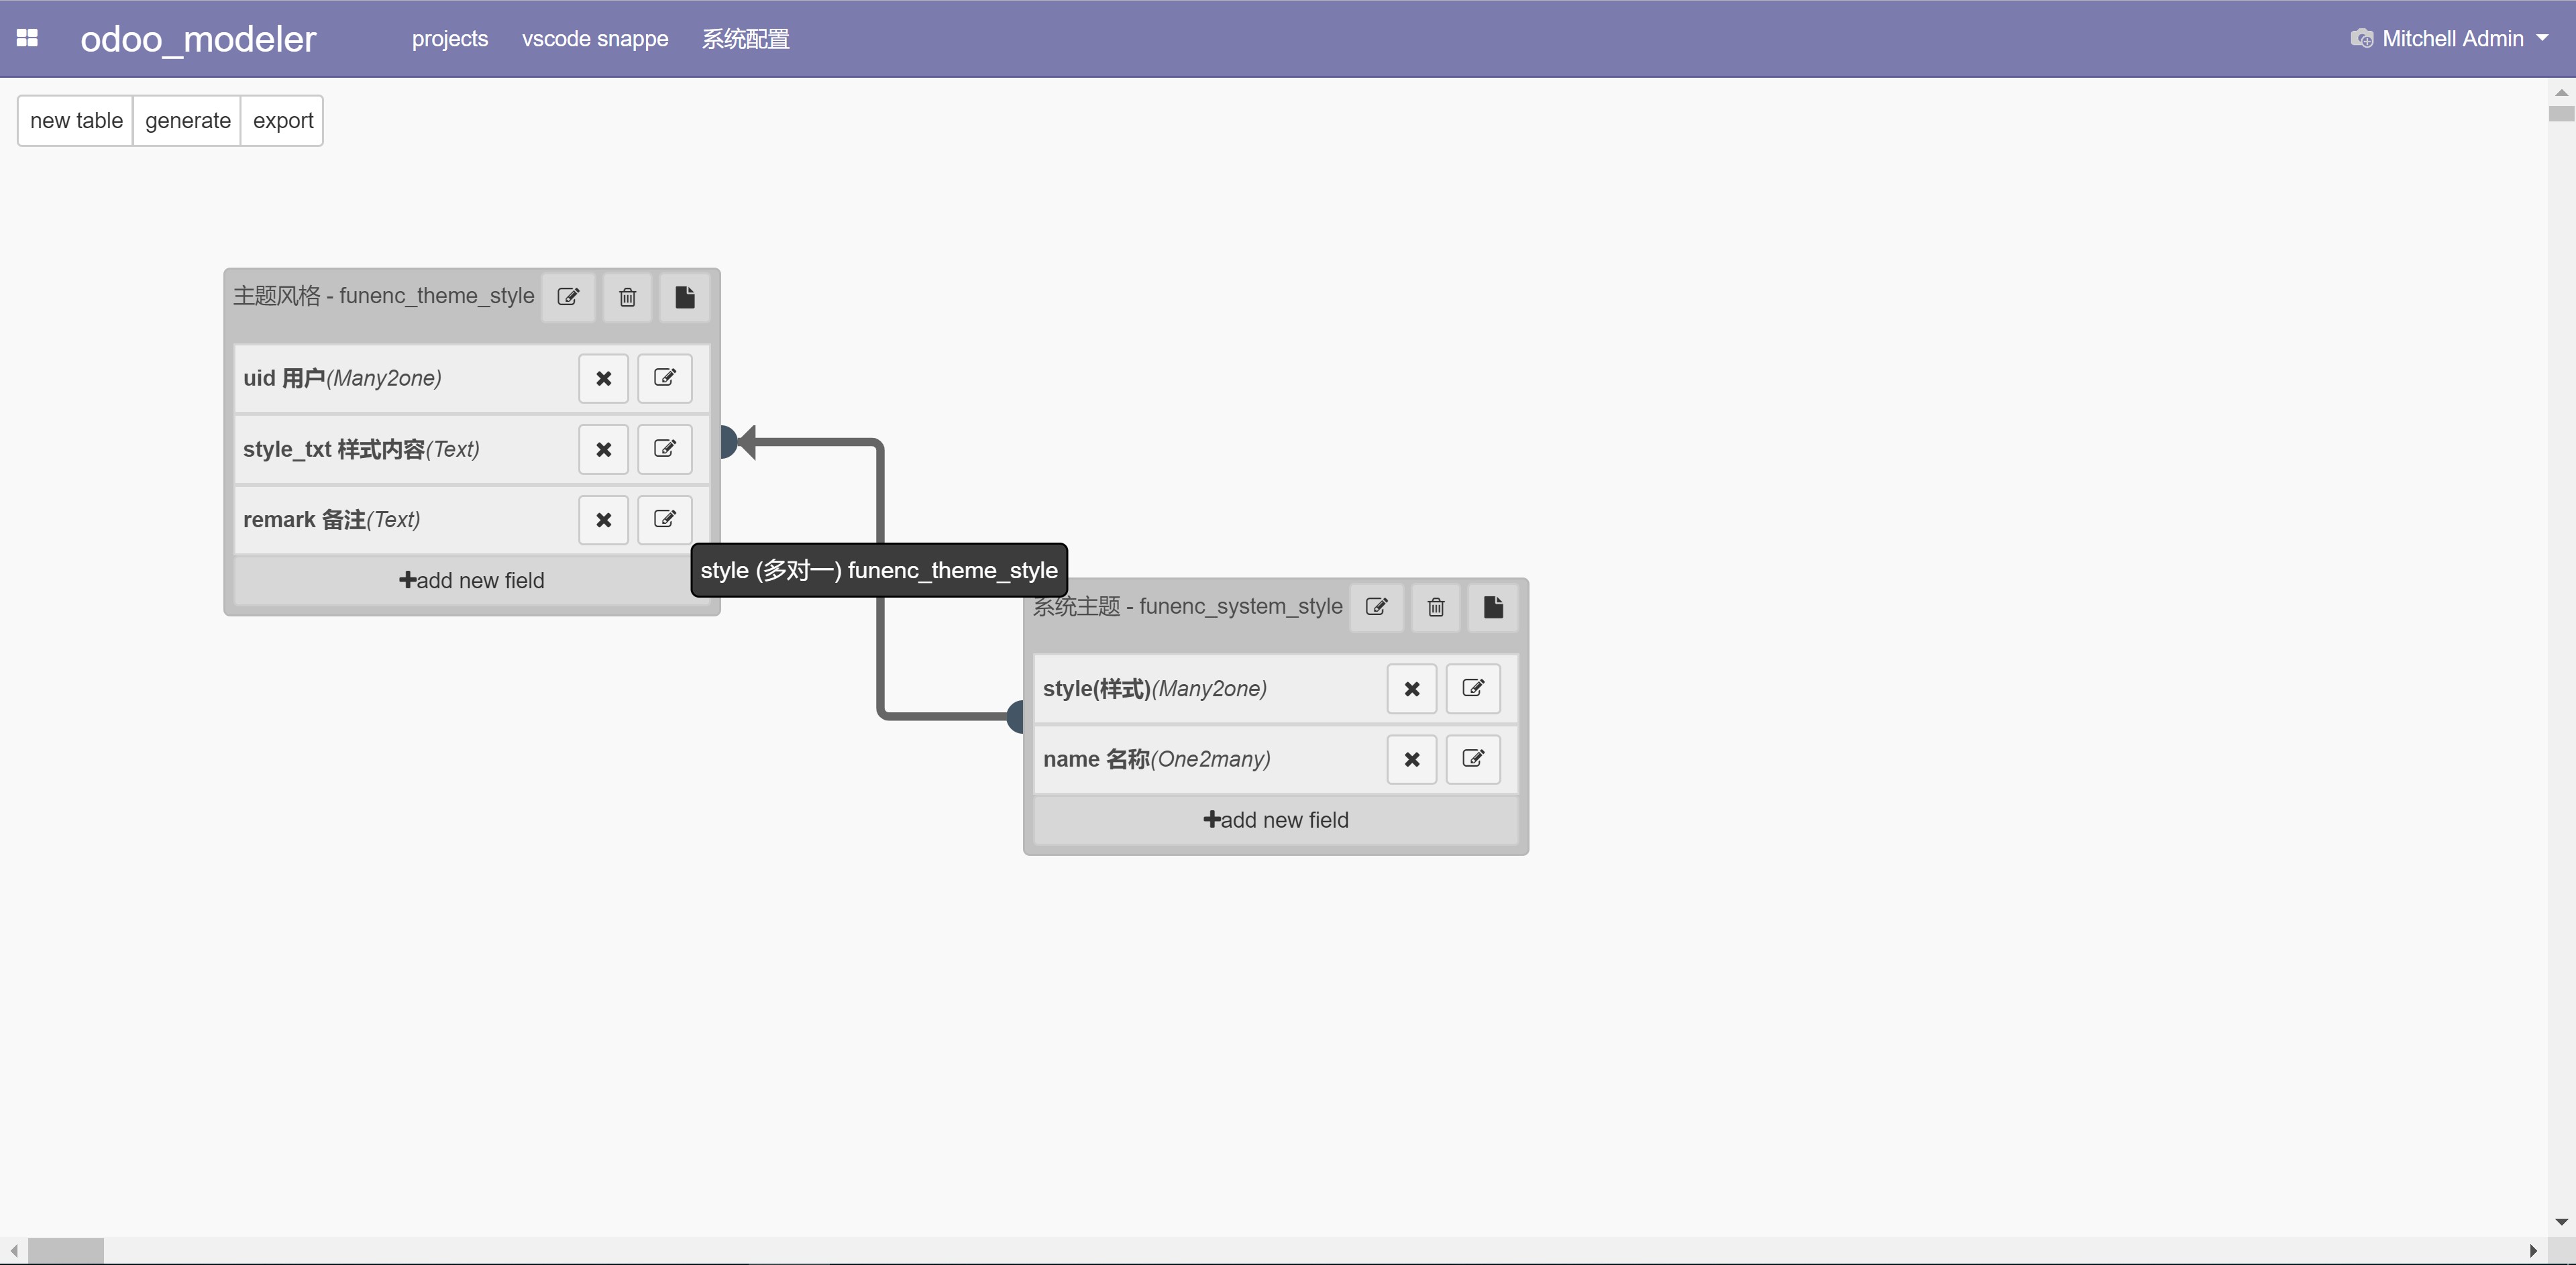 odoo_modeler projects vscode snappe 系统配置 Mitchell Admin
new table generate export
主题风格 - funenc_theme_style
uid 用户(Many2one)
style_txt 样式内容(Text)
remark 备注(Text)
add new field
style (多对一) funenc_theme_style
系统主题 - funenc_system_style
style(样式)(Many2one)
name 名称(One2many)
add new field